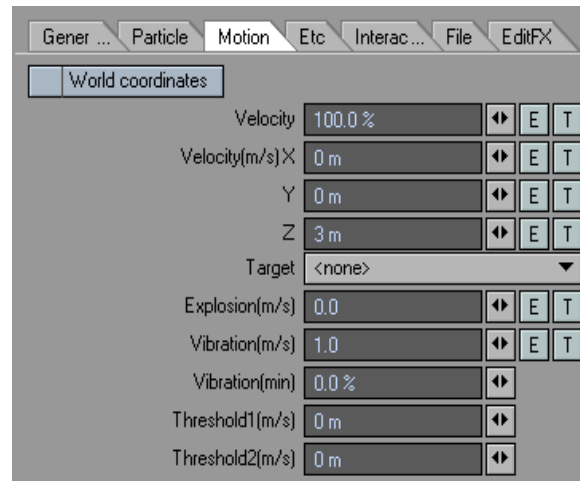 Gener ... Particle Motion Etc Interac ... File EditFX
World coordinates
Velocity 100.0 % E T
Velocity(m/s)X 0 m E T
Y 0 m E T
Z 3 m E T
Target <none>
Explosion(m/s) 0.0 E T
Vibration(m/s) 1.0 E T
Vibration(min) 0.0 %
Threshold1(m/s) 0 m
Threshold2(m/s) 0 m